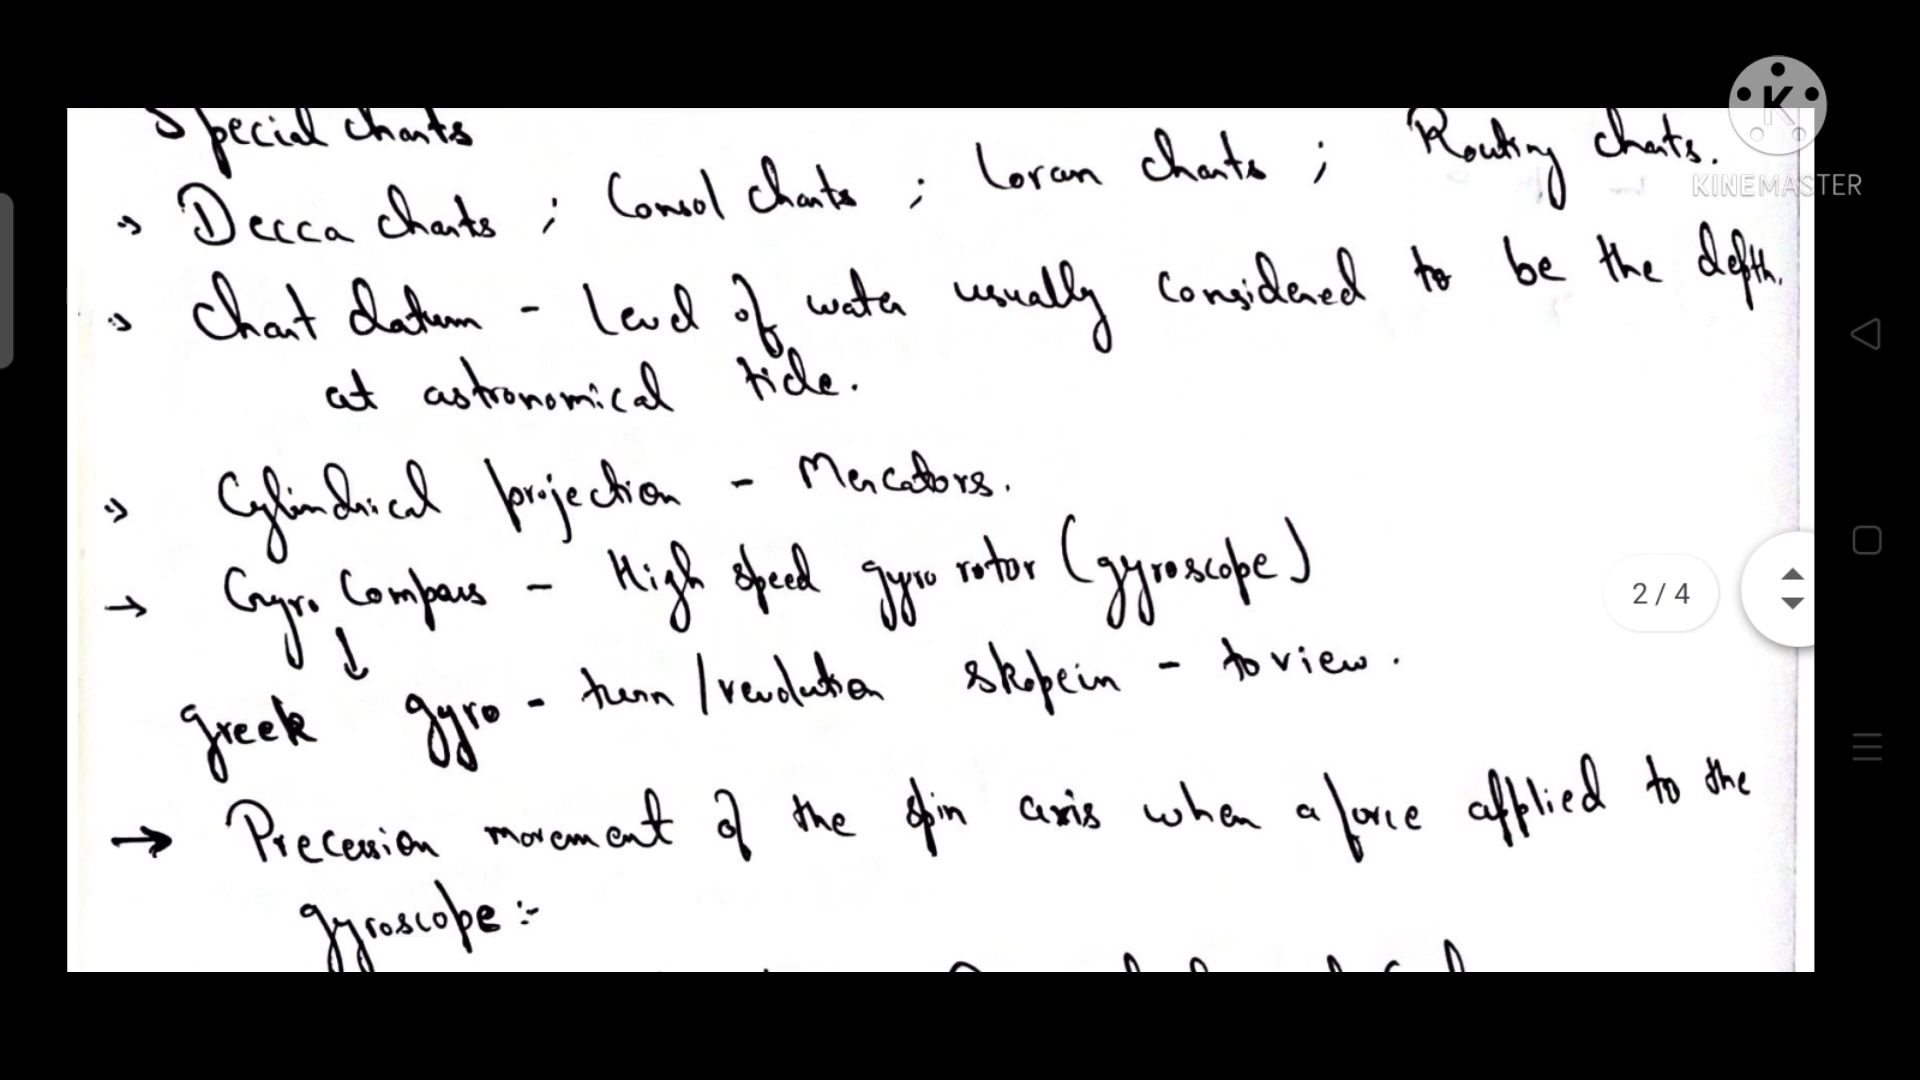 Special charts
→ Decca charts ; Consol charts ; Loran charts ; Routing charts.
→ Chart datum - level of water usually considered to be the depth.
at astronomical tide.
→ Cylindrical projection - Mercators.
→ Gyro Compass - High speed gyro rotor (gyroscope)
↓
greek gyro - turn / revolution skopein - to view.
→ Precession movement of the spin axis when a force applied to the
gyroscope :-
KINEMASTER
K
2 / 4